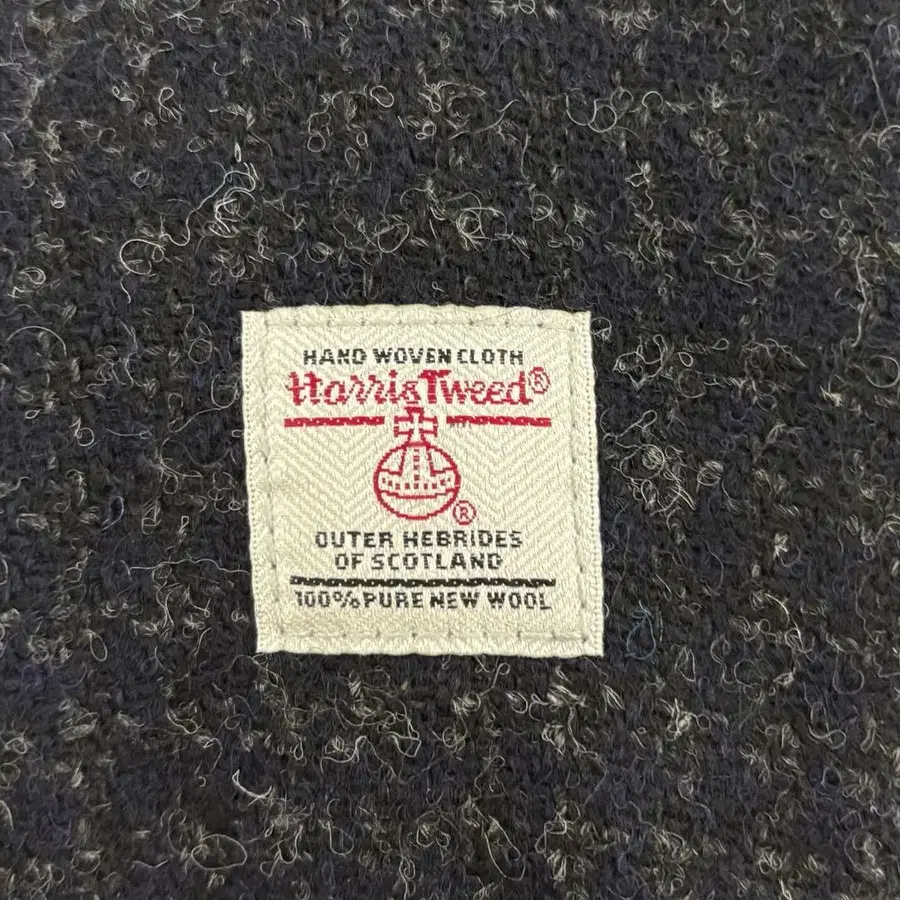 HAND WOVEN CLOTH
Harris Tweed®
®
OUTER HEBRIDES
OF SCOTLAND
100% PURE NEW WOOL